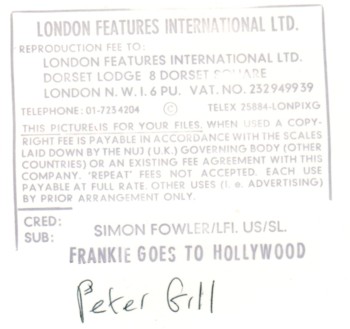 LONDON FEATURES INTERNATIONAL LTD.
REPRODUCTION FEE TO:
LONDON FEATURES INTERNATIONAL LTD.
DORSET LODGE 8 DORSET SQUARE
LONDON N.W.1. 6 PU. VAT. NO. 232949939
TELEPHONE: 01-723 4204 © TELEX 25884-LONPIXG
THIS PICTURE IS FOR YOUR FILES. WHEN USED A COPY-
RIGHT FEE IS PAYABLE IN ACCORDANCE WITH THE SCALES
LAID DOWN BY THE NUJ (U.K.) GOVERNING BODY (OTHER
COUNTRIES) OR AN EXISTING FEE AGREEMENT WITH THIS
COMPANY. "REPEAT" FEES NOT ACCEPTED. EACH USE
PAYABLE AT FULL RATE. OTHER USES (I. e. ADVERTISING)
BY PRIOR ARRANGEMENT ONLY.
CRED: SIMON FOWLER/LFI. US/SL.
SUB: FRANKIE GOES TO HOLLYWOOD
Peter Gill